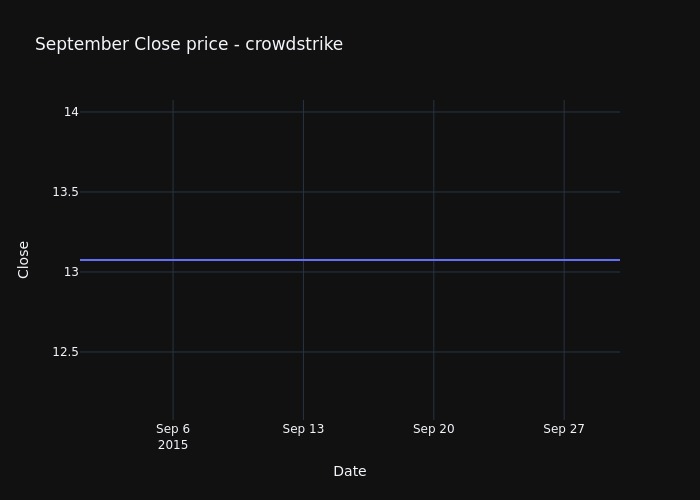 September Close price - crowdstrike
14
13.5
13
12.5
Close
Sep 6
2015
Sep 13
Sep 20
Sep 27
Date